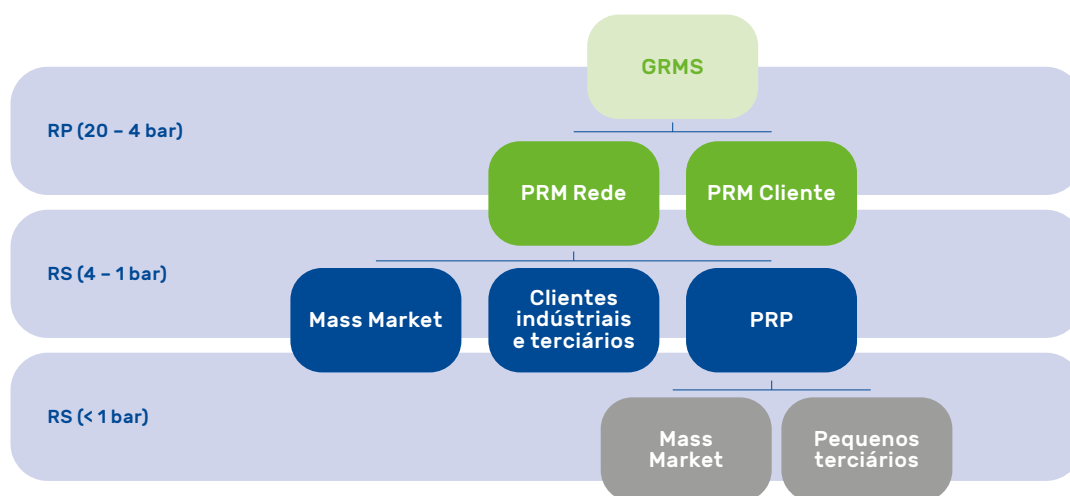 GRMS
RP (20 – 4 bar)
PRM Rede
PRM Cliente
RS (4 – 1 bar)
Mass Market
Clientes
indústriais
e terciários
PRP
RS (< 1 bar)
Mass
Market
Pequenos
terciários